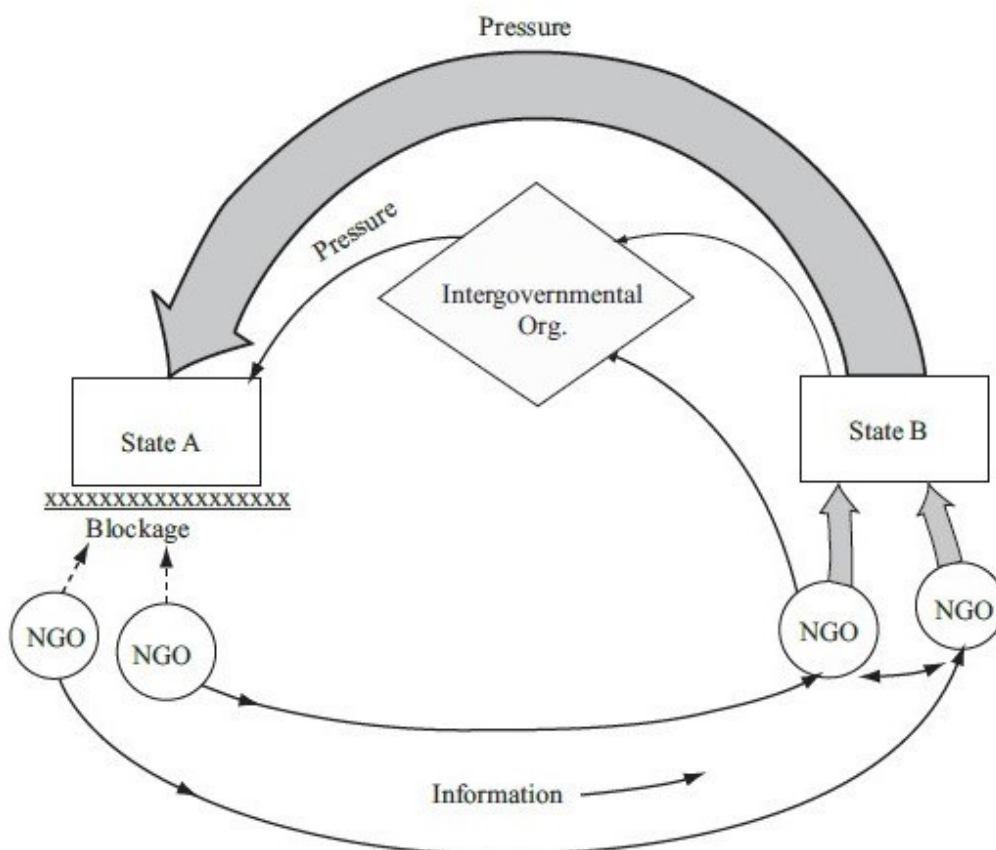 Pressure
Pressure
Intergovernmental
Org.
State A
State B
xxxxxxxxxxxxxxxxxx
Blockage
NGO
NGO
NGO
NGO
Information